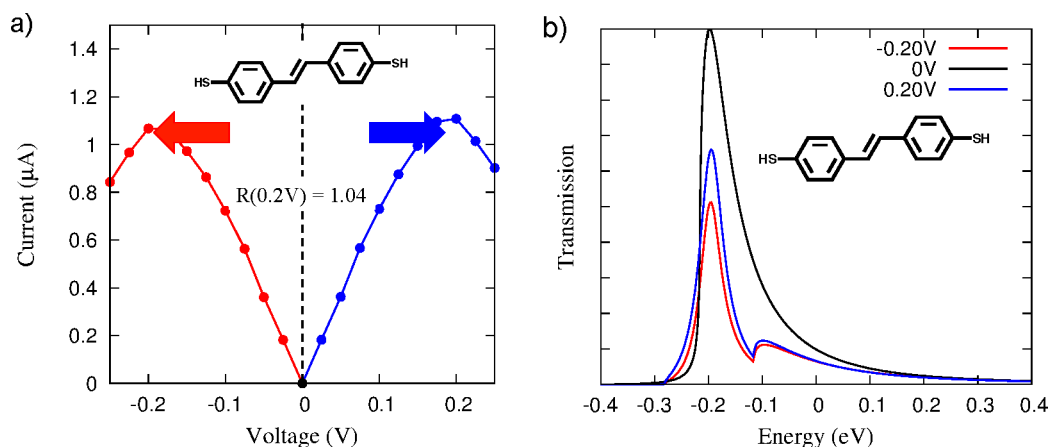 a)
HS
SH
R(0.2V) = 1.04
Current (μA)
1.4
1.2
1
0.8
0.6
0.4
0.2
0
-0.2
-0.1
0
0.1
0.2
Voltage (V)
b)
-0.20V
0V
0.20V
HS
SH
Transmission
-0.4
-0.3
-0.2
-0.1
0
0.1
0.2
0.3
0.4
Energy (eV)